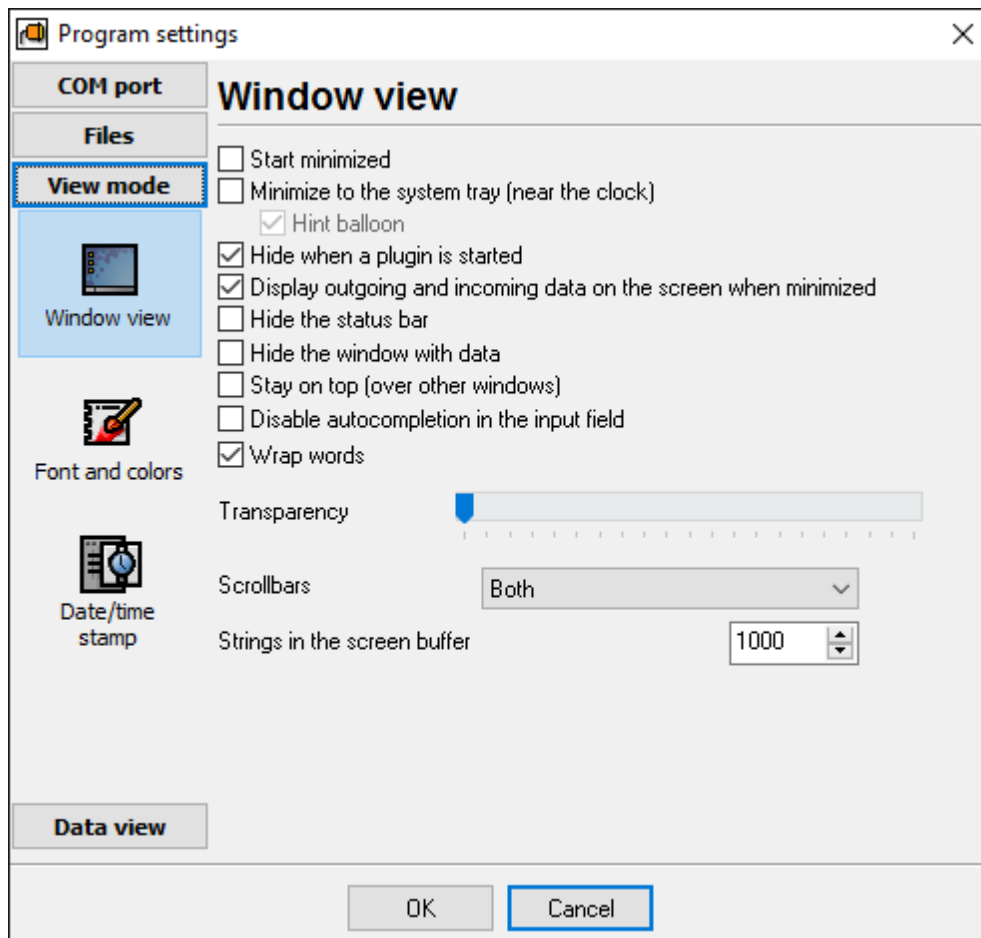 Program settings
COM port
Files
View mode
Window view
Font and colors
Date/time
stamp
Data view
Window view
Start minimized
Minimize to the system tray (near the clock)
Hint balloon
Hide when a plugin is started
Display outgoing and incoming data on the screen when minimized
Hide the status bar
Hide the window with data
Stay on top (over other windows)
Disable autocompletion in the input field
Wrap words
Transparency
Scrollbars Both
Strings in the screen buffer 1000
OK Cancel